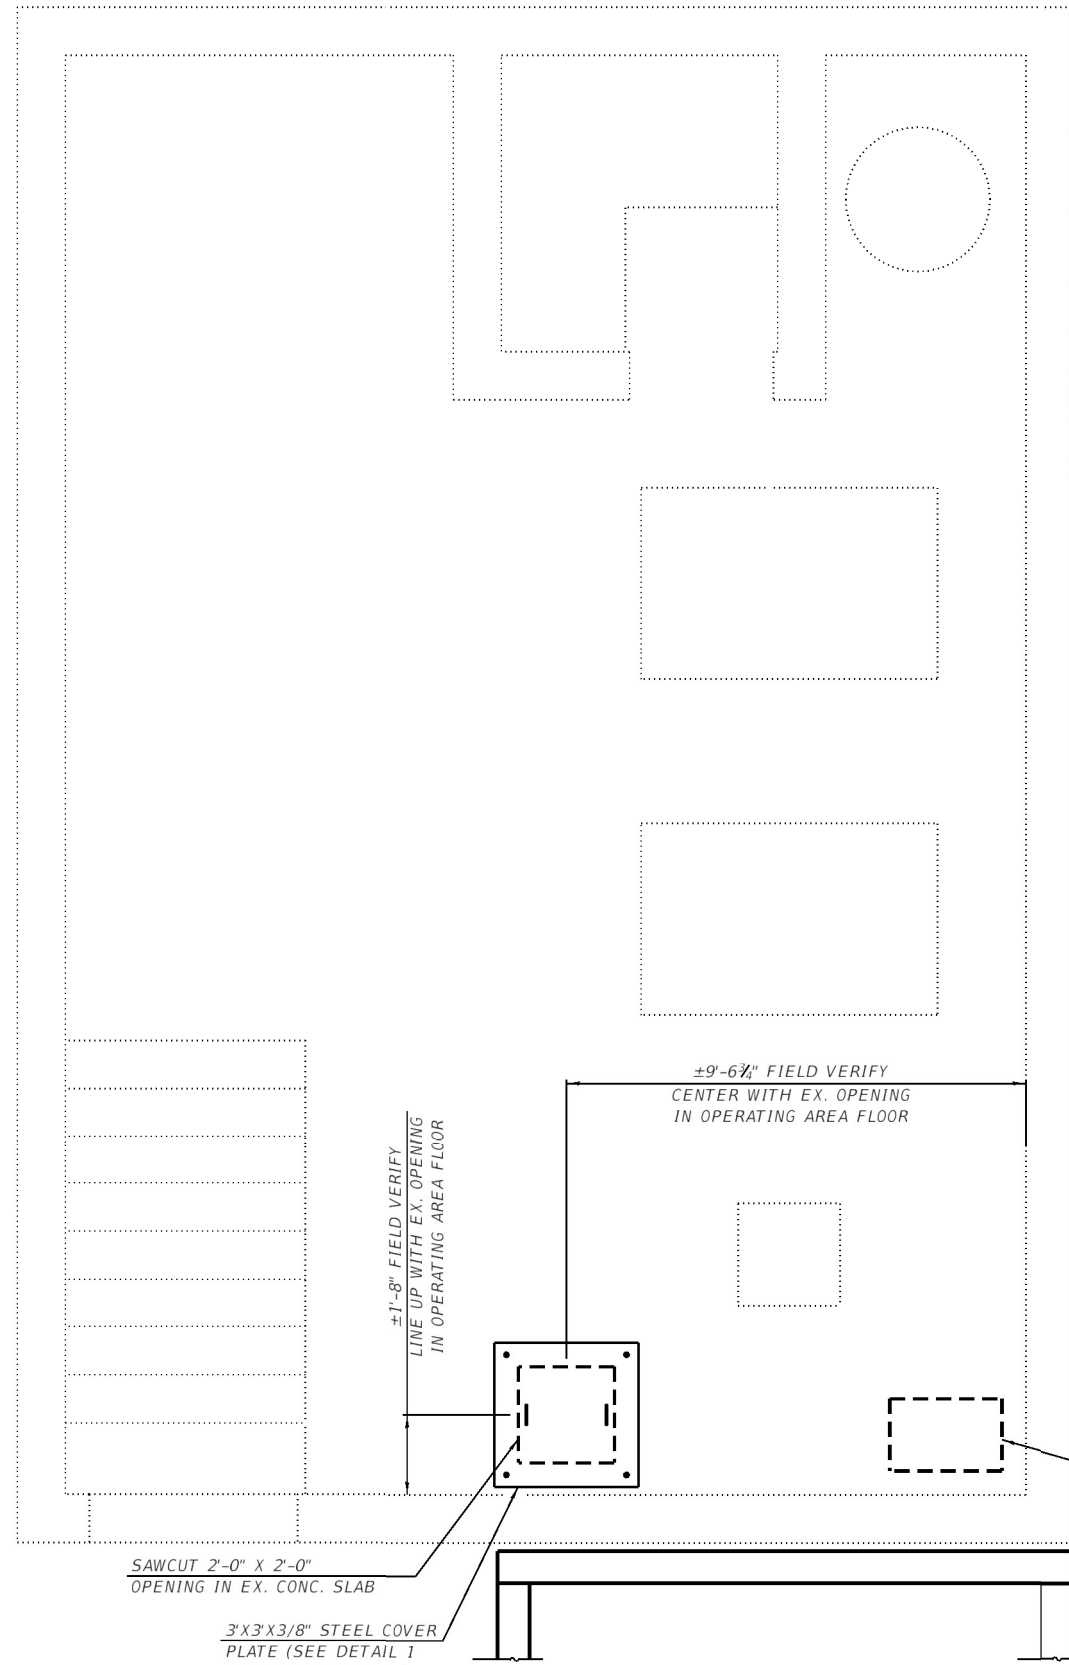 ±9'-6¾" FIELD VERIFY
CENTER WITH EX. OPENING
IN OPERATING AREA FLOOR
±1'-8" FIELD VERIFY
LINE UP WITH EX. OPENING
IN OPERATING AREA FLOOR
SAWCUT 2'-0" X 2'-0"
OPENING IN EX. CONC. SLAB
3'X3'X3/8" STEEL COVER
PLATE (SEE DETAIL 1